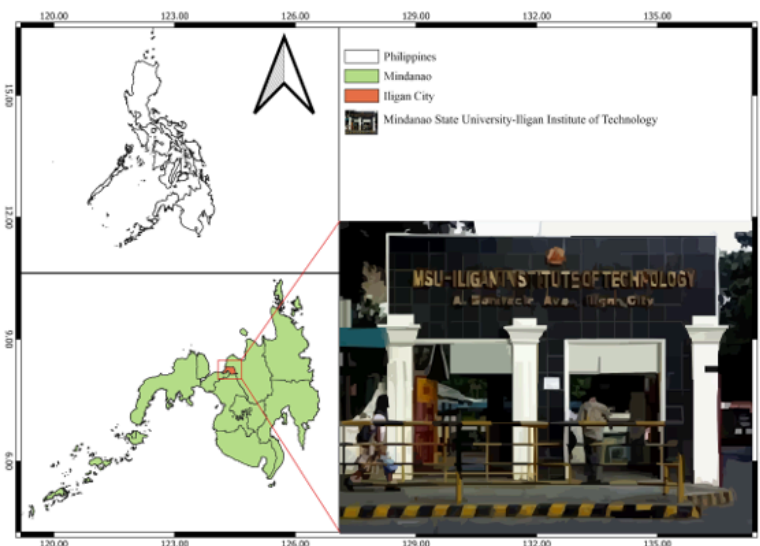 120.00 123.00 126.00 129.00 132.00 135.00
15.00
12.00
9.00
6.00
Philippines
Mindanao
Iligan City
Mindanao State University-Iligan Institute of Technology
MSU-ILIGAN INSTITUTE OF TECHNOLOGY
A. Bonifacio Ave., Iligan City
120.00 123.00 126.00 129.00 132.00 135.00